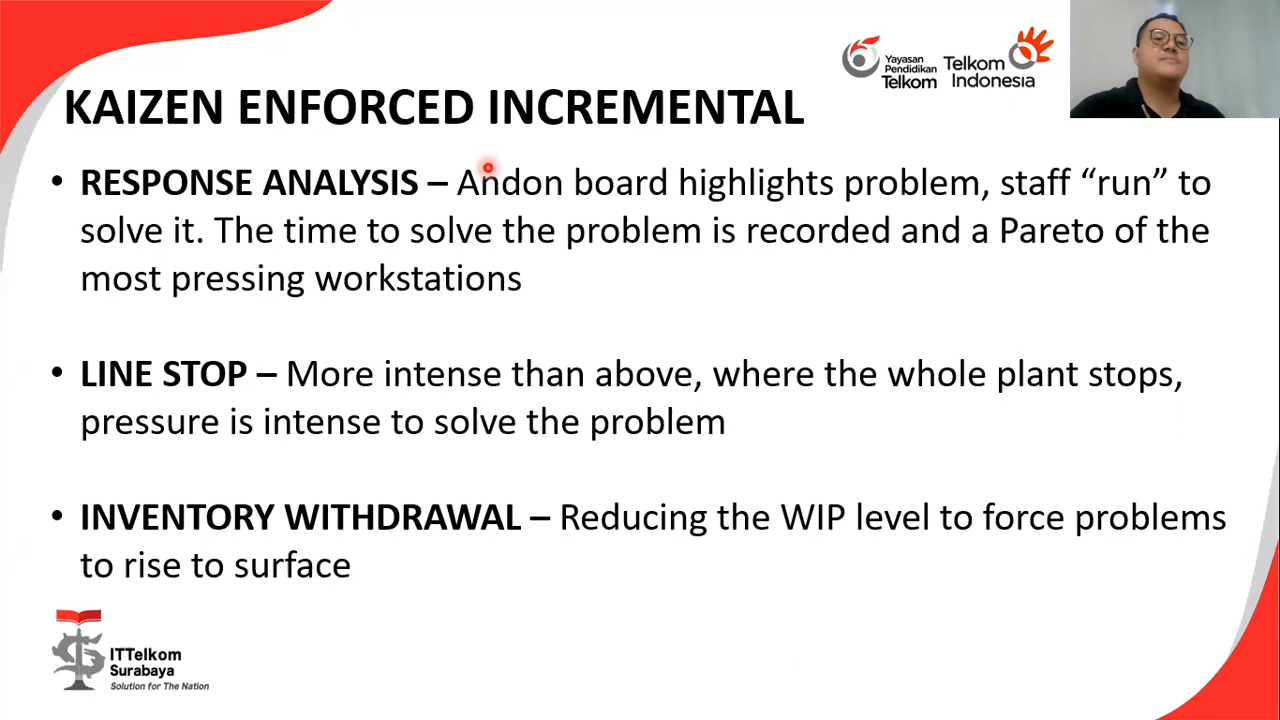 Yayasan
Pendidikan
Telkom
Telkom
Indonesia
KAIZEN ENFORCED INCREMENTAL
• RESPONSE ANALYSIS – Andon board highlights problem, staff “run” to
solve it. The time to solve the problem is recorded and a Pareto of the
most pressing workstations
• LINE STOP – More intense than above, where the whole plant stops,
pressure is intense to solve the problem
• INVENTORY WITHDRAWAL – Reducing the WIP level to force problems
to rise to surface
ITTelkom
Surabaya
Solution for The Nation